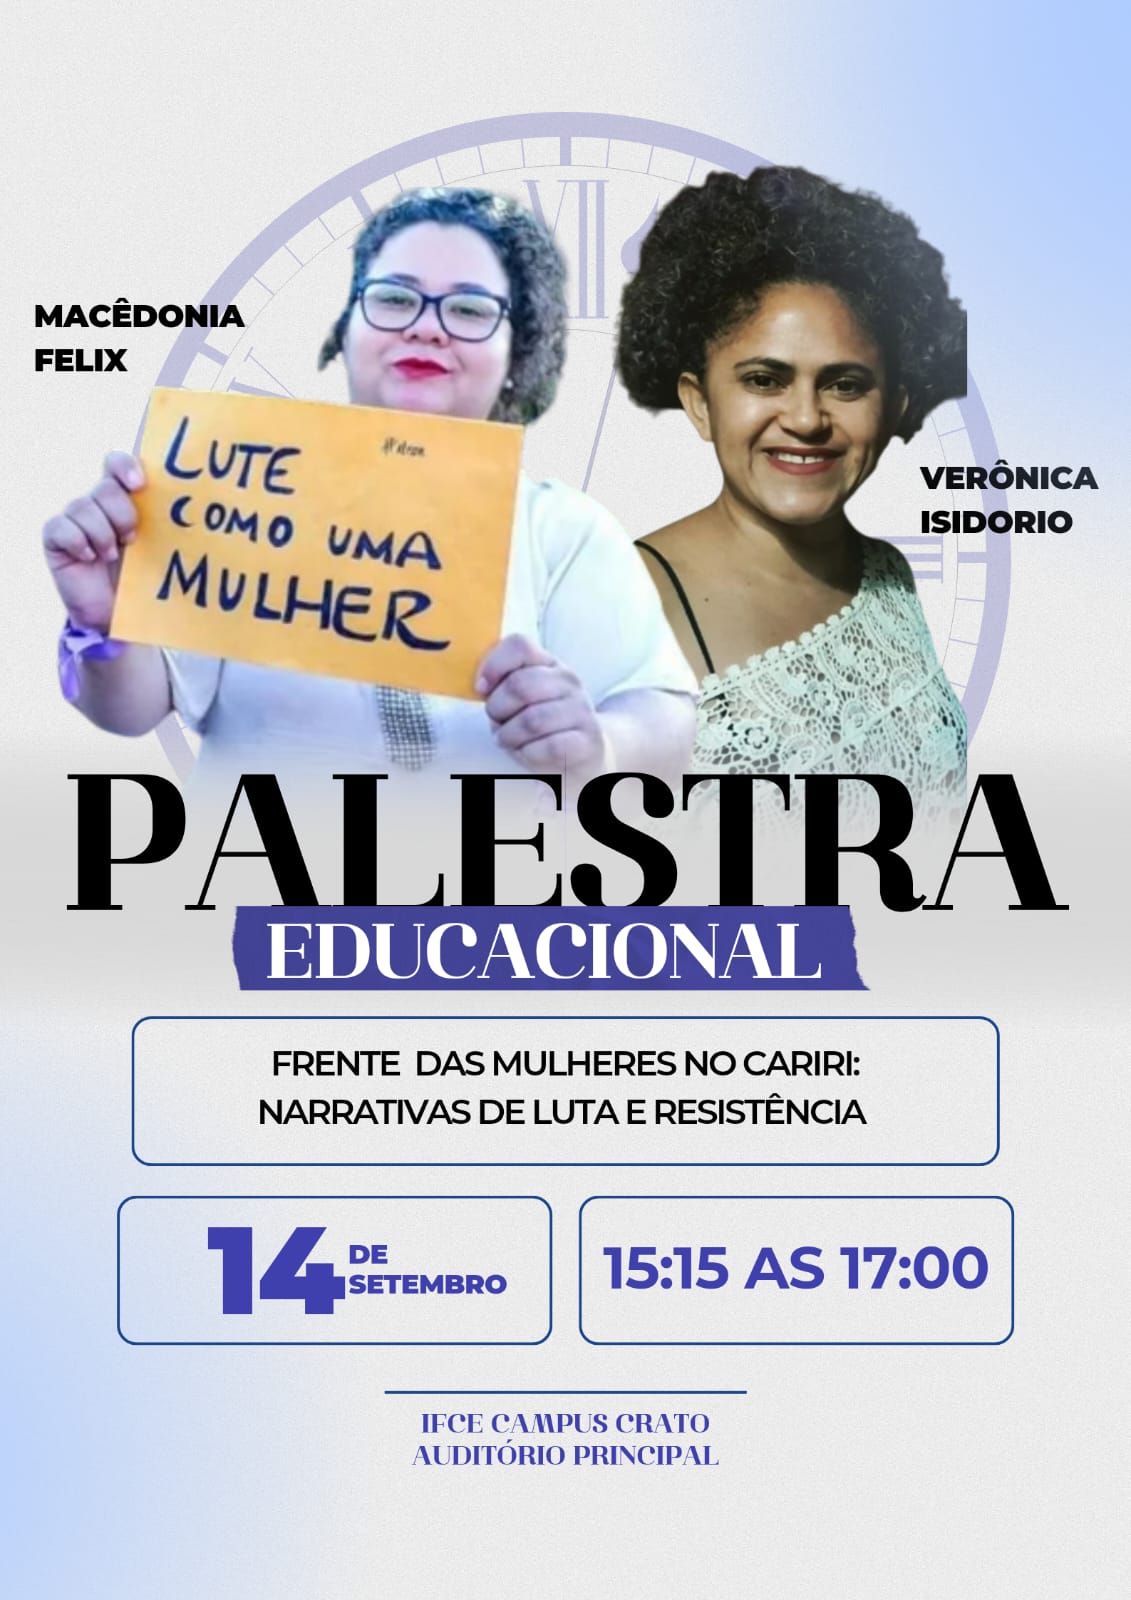 MACÊDONIA
FELIX
LUTE
COMO UMA
MULHER
VERÔNICA
ISIDORIO
PALESTRA
EDUCACIONAL
FRENTE DAS MULHERES NO CARIRI:
NARRATIVAS DE LUTA E RESISTÊNCIA
14 DE
SETEMBRO
15:15 AS 17:00
IFCE CAMPUS CRATO
AUDITÓRIO PRINCIPAL